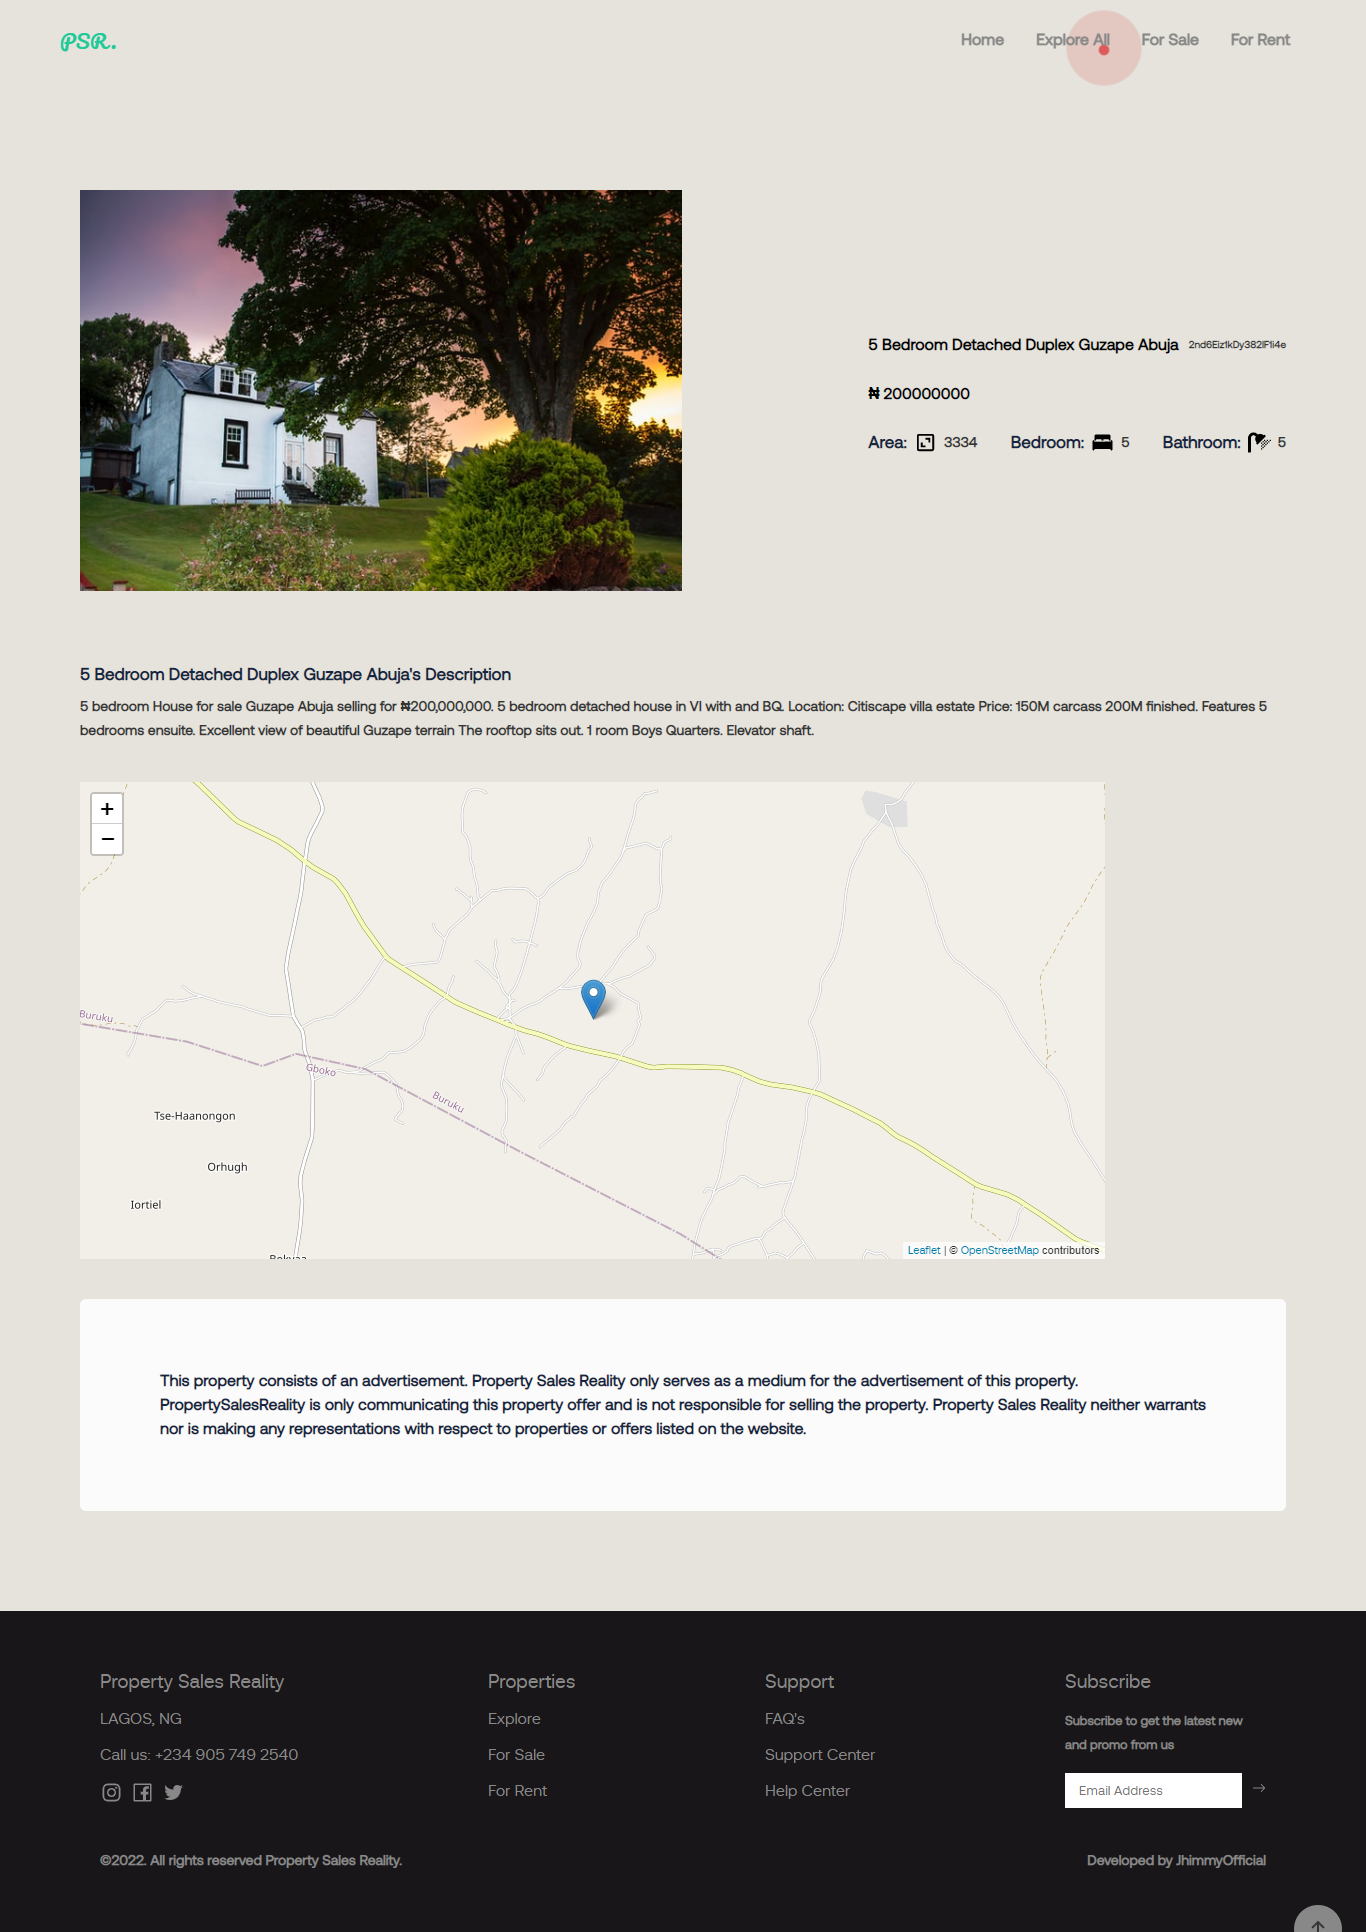 PSR.
Home Explore All For Sale For Rent
5 Bedroom Detached Duplex Guzape Abuja 2nd6Eiz1kDy382lF1i4e
₦ 200000000
Area: 3334 Bedroom: 5 Bathroom: 5
5 Bedroom Detached Duplex Guzape Abuja's Description
5 bedroom House for sale Guzape Abuja selling for ₦200,000,000. 5 bedroom detached house in VI with and BQ. Location: Citiscape villa estate Price: 150M carcass 200M finished. Features 5
bedrooms ensuite. Excellent view of beautiful Guzape terrain The rooftop sits out. 1 room Boys Quarters. Elevator shaft.
+
−
Buruku
Gboko
Buruku
Tse-Haanongon
Orhugh
Iortiel
Leaflet | © OpenStreetMap contributors
This property consists of an advertisement. Property Sales Reality only serves as a medium for the advertisement of this property.
PropertySalesReality is only communicating this property offer and is not responsible for selling the property. Property Sales Reality neither warrants
nor is making any representations with respect to properties or offers listed on the website.
Property Sales Reality
LAGOS, NG
Call us: +234 905 749 2540
Properties
Explore
For Sale
For Rent
Support
FAQ's
Support Center
Help Center
Subscribe
Subscribe to get the latest new
and promo from us
Email Address
©2022. All rights reserved Property Sales Reality.
Developed by JhimmyOfficial